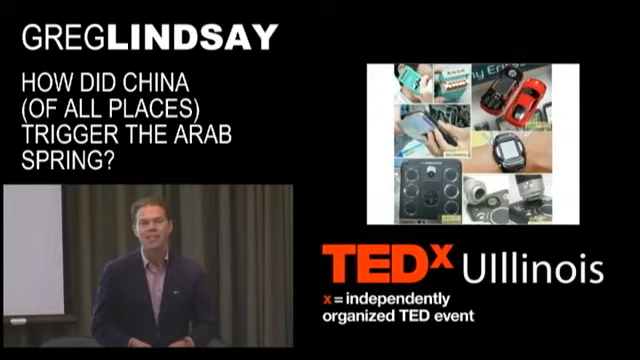 GREGLINDSAY
HOW DID CHINA
(OF ALL PLACES)
TRIGGER THE ARAB
SPRING?
TEDx UIllinois
x = independently
organized TED event